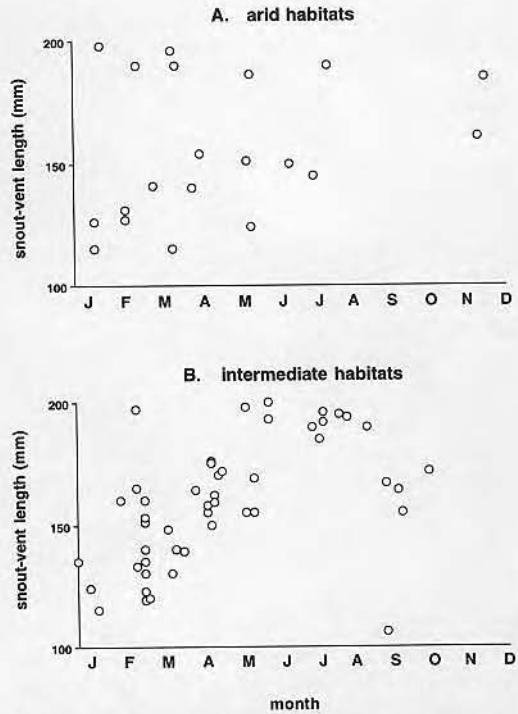 A. arid habitats
snout-vent length (mm)
200
150
100
J F M A M J J A S O N D
B. intermediate habitats
snout-vent length (mm)
200
150
100
J F M A M J J A S O N D
month